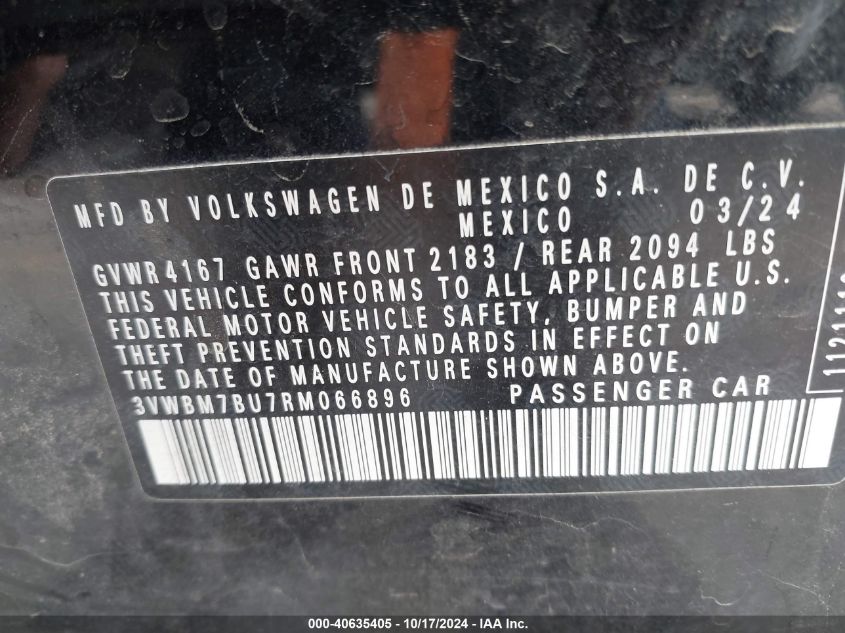 MFD BY VOLKSWAGEN DE MEXICO S.A. DE C.V.
MEXICO 03/24
GVWR 4167 GAWR FRONT 2183 / REAR 2094 LBS
THIS VEHICLE CONFORMS TO ALL APPLICABLE U.S.
FEDERAL MOTOR VEHICLE SAFETY, BUMPER AND
THEFT PREVENTION STANDARDS IN EFFECT ON
THE DATE OF MANUFACTURE SHOWN ABOVE.
3VWBM7BU7RM066896 PASSENGER CAR
000-40635405 - 10/17/2024 - IAA Inc.